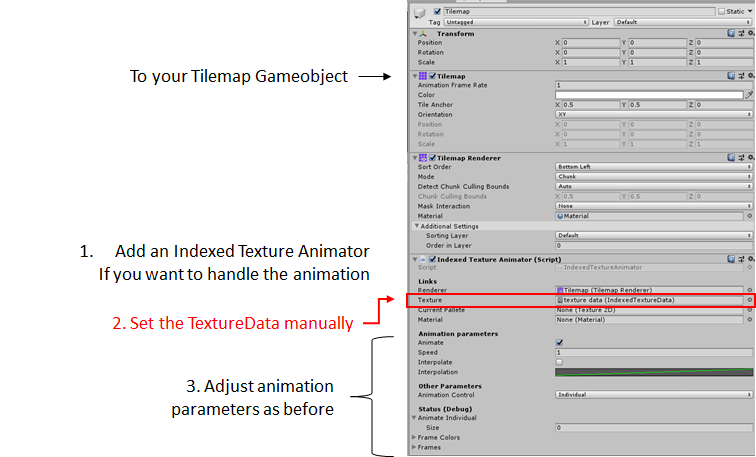 Tilemap Static
Tag Untagged Layer Default
Transform
Position X 0 Y 0 Z 0
Rotation X 0 Y 0 Z 0
Scale X 1 Y 1 Z 1
To your Tilemap Gameobject
Tilemap
Animation Frame Rate 1
Color
Tile Anchor X 0.5 Y 0.5 Z 0
Orientation XY
Position X 0 Y 0 Z 0
Rotation X 0 Y 0 Z 0
Scale X 1 Y 1 Z 1
Tilemap Renderer
Sort Order Bottom Left
Mode Chunk
Detect Chunk Culling Bounds Auto
Chunk Culling Bounds X 0.5 Y 0.5 Z 0
Mask Interaction None
Material Material
Additional Settings
Sorting Layer Default
Order in Layer 0
1. Add an Indexed Texture Animator
If you want to handle the animation
Indexed Texture Animator (Script)
Script IndexedTextureAnimator
Links
Renderer Tilemap (Tilemap Renderer)
Texture texture data (IndexedTextureData)
Current Pallete None (Texture 2D)
Material None (Material)
2. Set the TextureData manually
Animation parameters
Animate
Speed 1
Interpolate
Interpolation
3. Adjust animation
parameters as before
Other Parameters
Animation Control Individual
Status (Debug)
Animate Individual
Size 0
Frame Colors
Frames